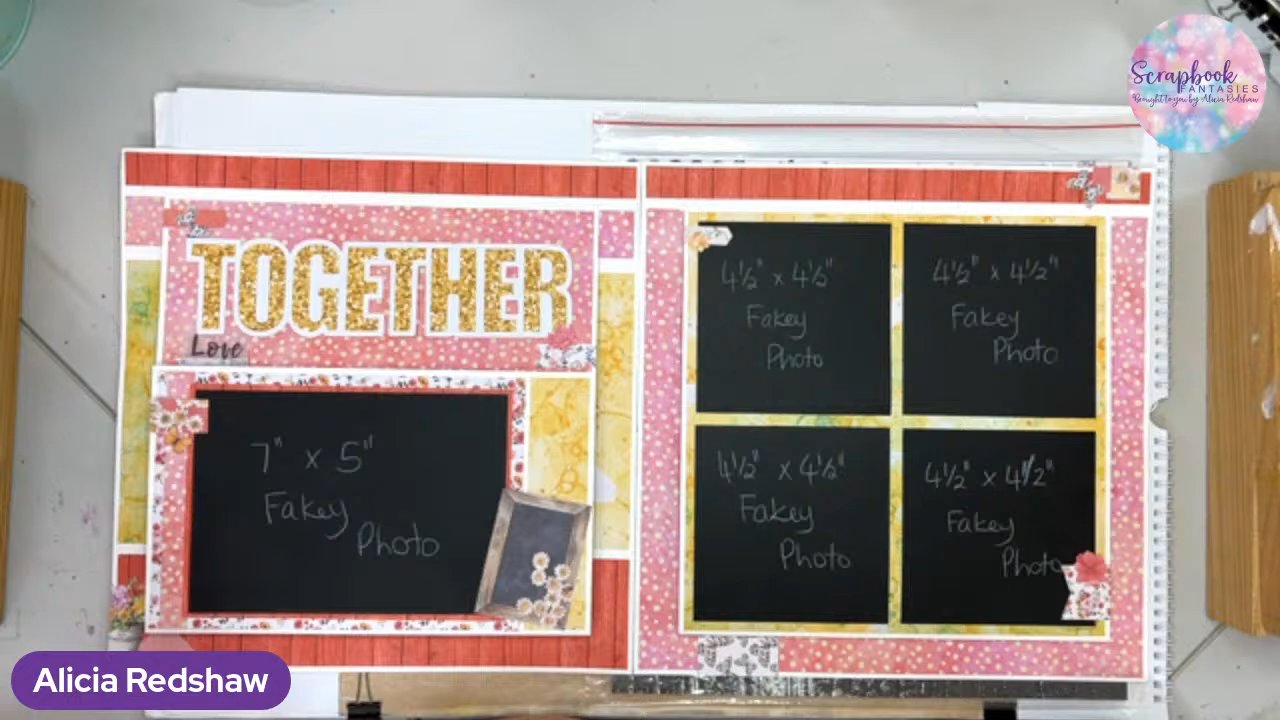 Scrapbook
FANTASIES
Brought to you by Alicia Redshaw
TOGETHER
Love
7" x 5"
Fakey
Photo
4½" x 4½"
Fakey
Photo
4½" x 4½"
Fakey
Photo
4½" x 4½"
Fakey
Photo
4½" x 4½"
Fakey
Photo
Alicia Redshaw